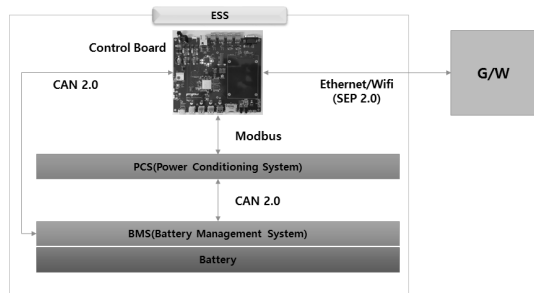 ESS
Control Board
CAN 2.0
Ethernet/Wifi
(SEP 2.0)
G/W
Modbus
PCS(Power Conditioning System)
CAN 2.0
BMS(Battery Management System)
Battery